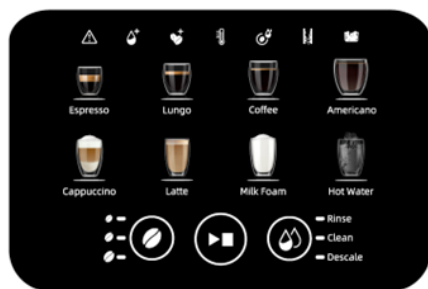 Espresso Lungo Coffee Americano
Cappuccino Latte Milk Foam Hot Water
Rinse
Clean
Descale